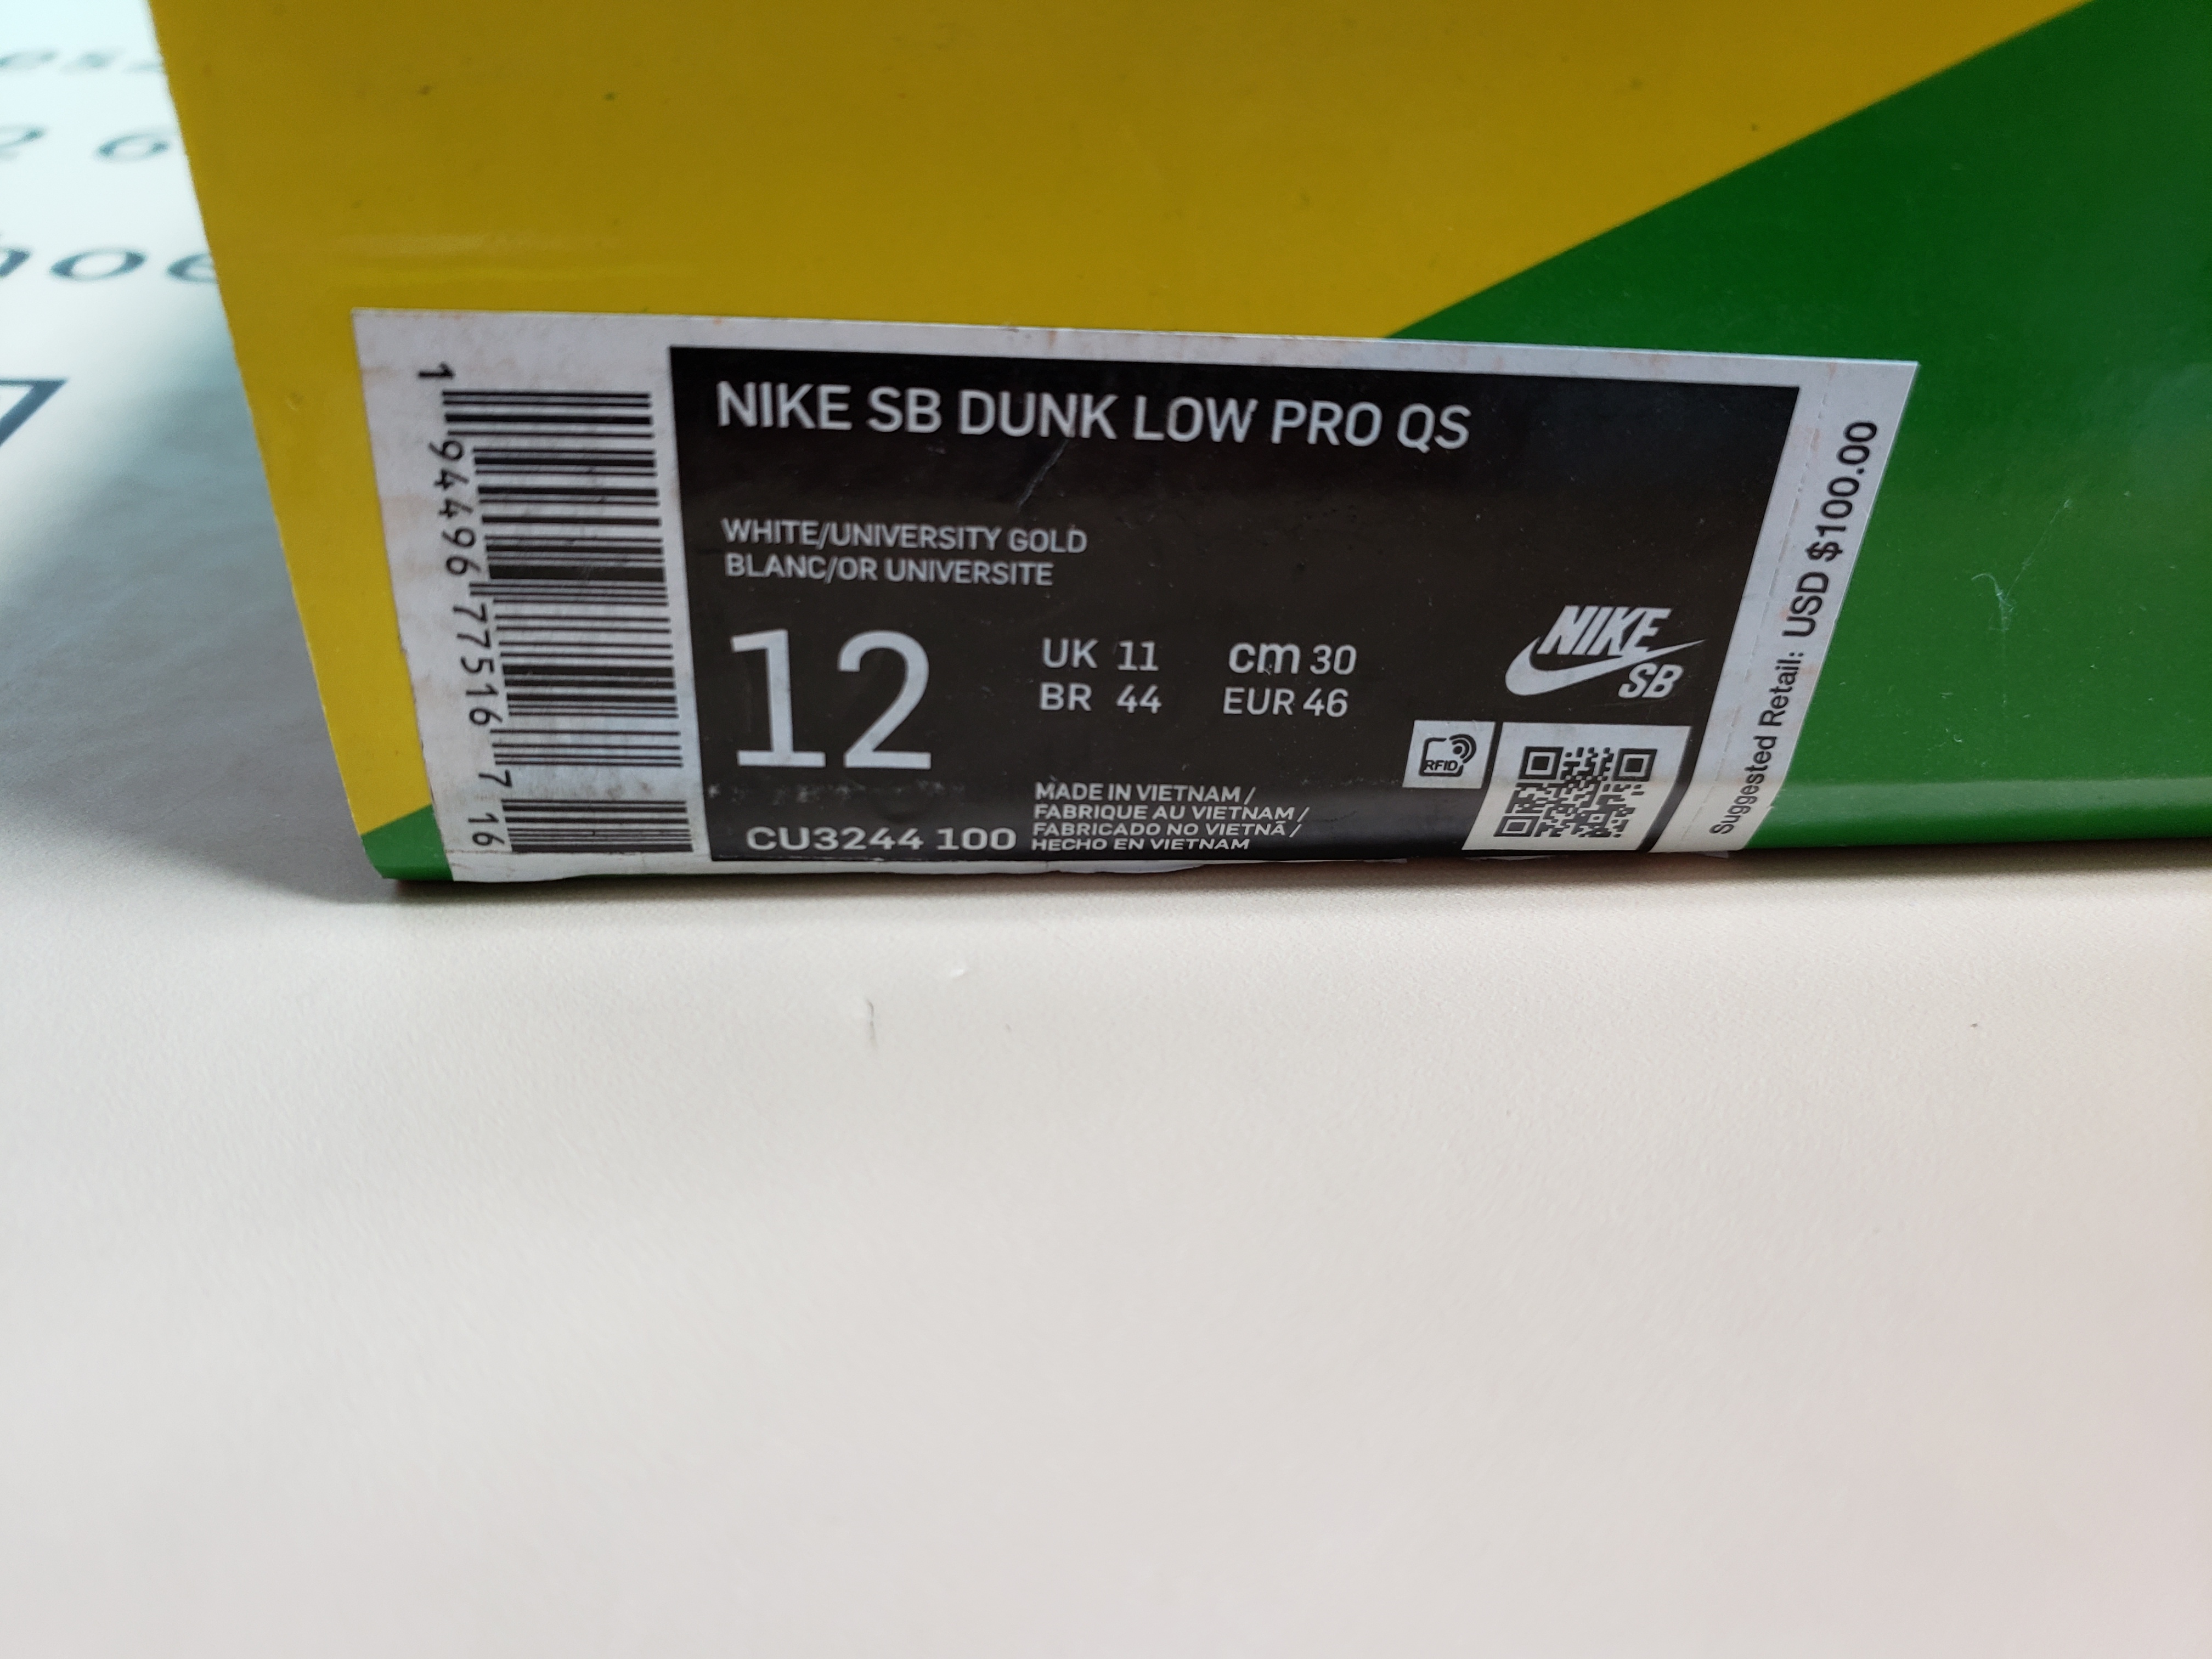 NIKE SB DUNK LOW PRO QS
WHITE/UNIVERSITY GOLD
BLANC/OR UNIVERSITE
12
UK 11 cm 30
BR 44 EUR 46
MADE IN VIETNAM /
FABRIQUE AU VIETNAM /
FABRICADO NO VIETNÃ /
HECHO EN VIETNAM
CU3244 100
NIKE
SB
RFID
Suggested Retail: USD $100.00
1 94496 77516 7 16